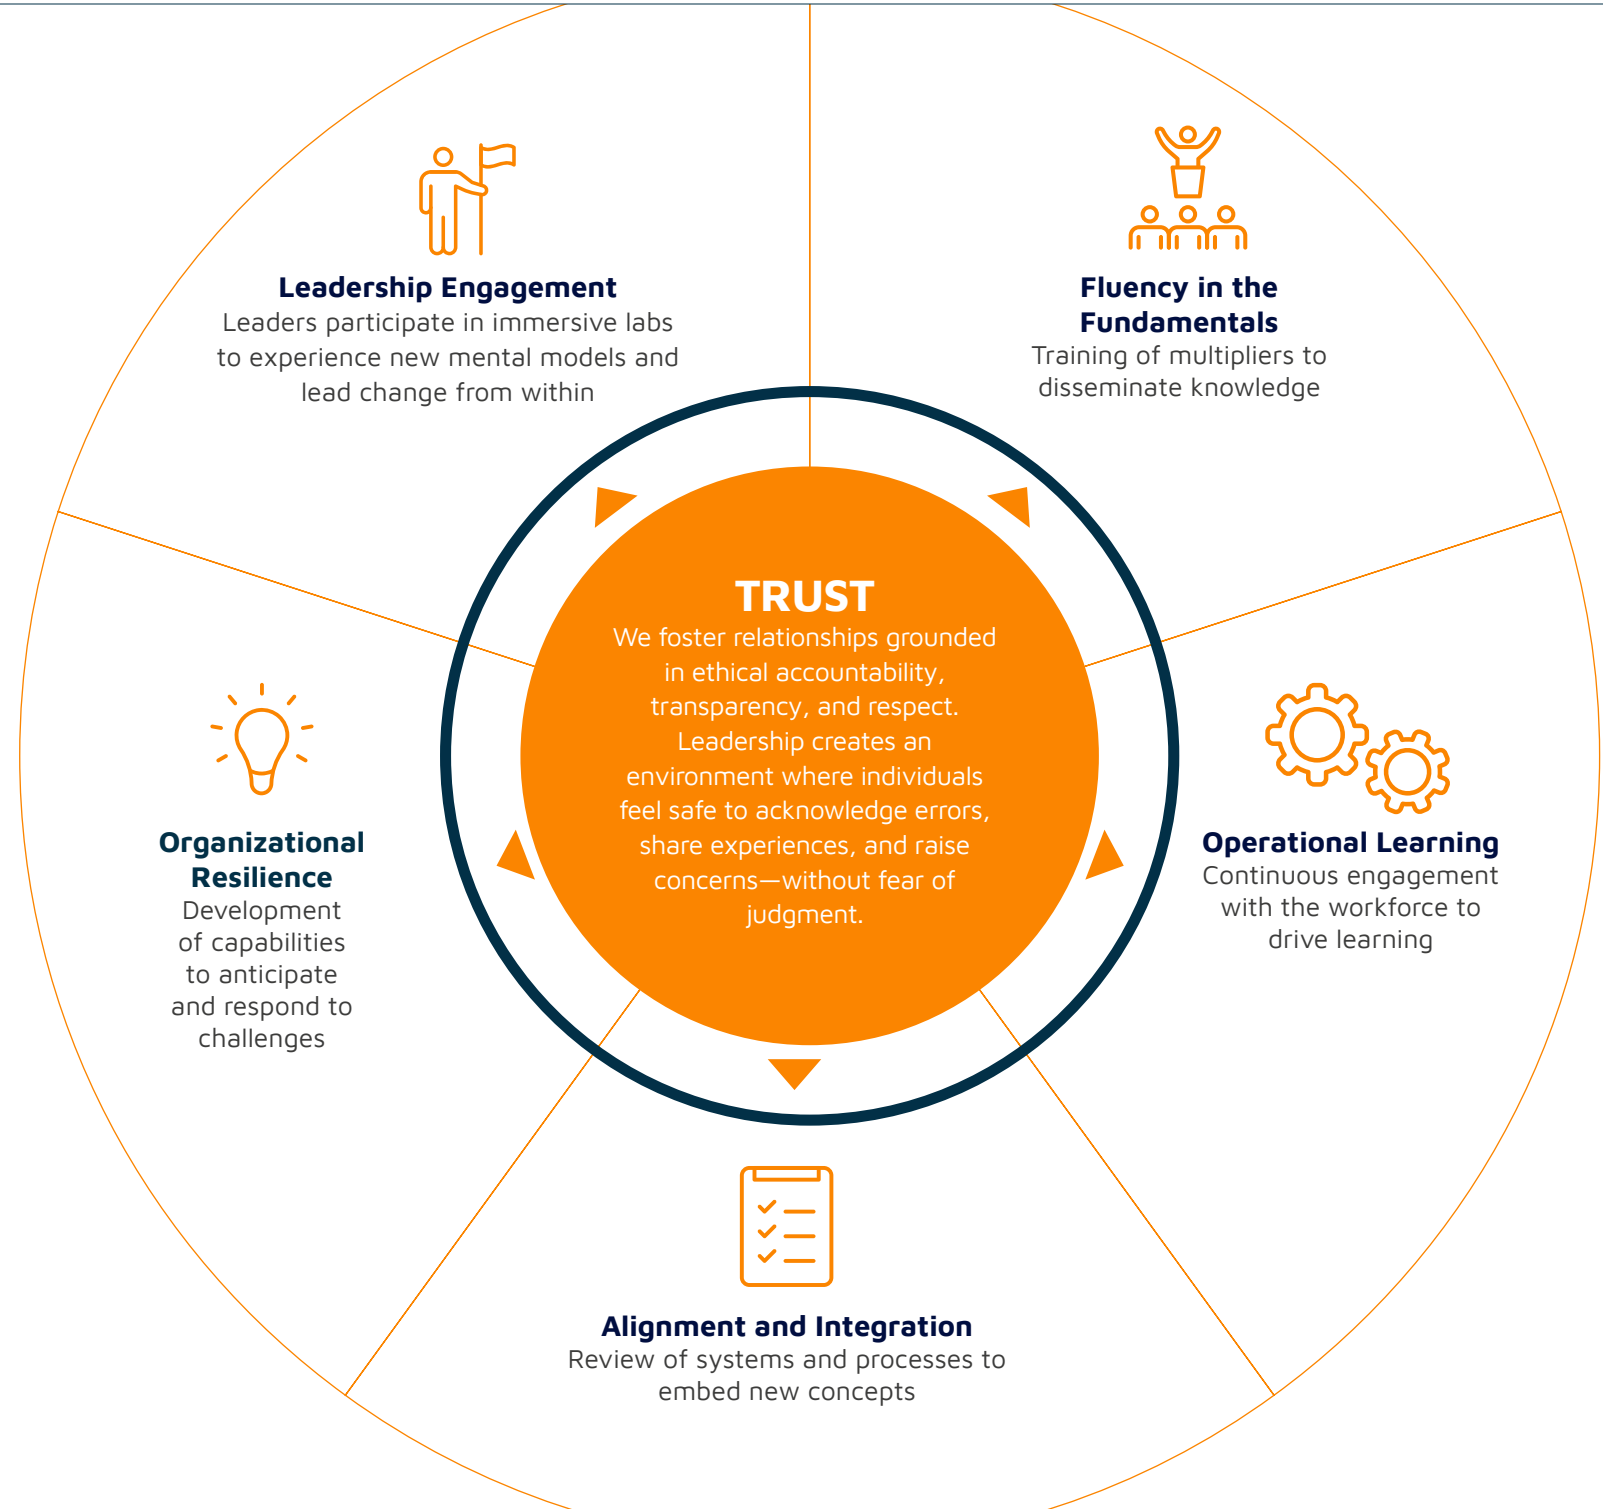 Leadership Engagement
Leaders participate in immersive labs
to experience new mental models and
lead change from within
Fluency in the
Fundamentals
Training of multipliers to
disseminate knowledge
TRUST
We foster relationships grounded
in ethical accountability,
transparency, and respect.
Leadership creates an
environment where individuals
feel safe to acknowledge errors,
share experiences, and raise
concerns—without fear of
judgment.
Organizational
Resilience
Development
of capabilities
to anticipate
and respond to
challenges
Operational Learning
Continuous engagement
with the workforce to
drive learning
Alignment and Integration
Review of systems and processes to
embed new concepts